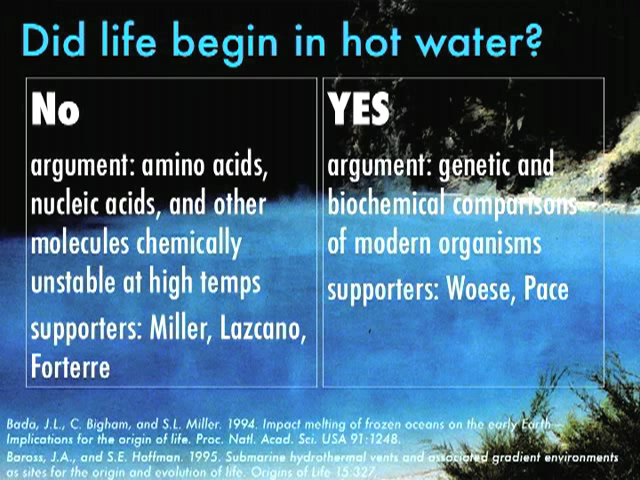 Did life begin in hot water?
No
argument: amino acids,
nucleic acids, and other
molecules chemically
unstable at high temps
supporters: Miller, Lazcano,
Forterre
YES
argument: genetic and
biochemical comparisons
of modern organisms
supporters: Woese, Pace
Bada, J.L., C. Bigham, and S.L. Miller. 1994. Impact melting of frozen oceans on the early Earth –
Implications for the origin of life. Proc. Natl. Acad. Sci. USA 91:1248.
Baross, J.A., and S.E. Hoffman. 1995. Submarine hydrothermal vents and associated gradient environments
as sites for the origin and evolution of life. Origins of Life 15:327.